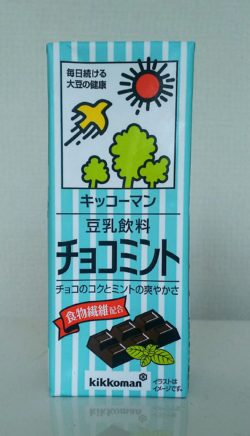 毎日続ける
大豆の健康
キッコーマン
豆乳飲料
チョコミント
チョコのコクとミントの爽やかさ
食物繊維配合
kikkoman
イラストは
イメージです。